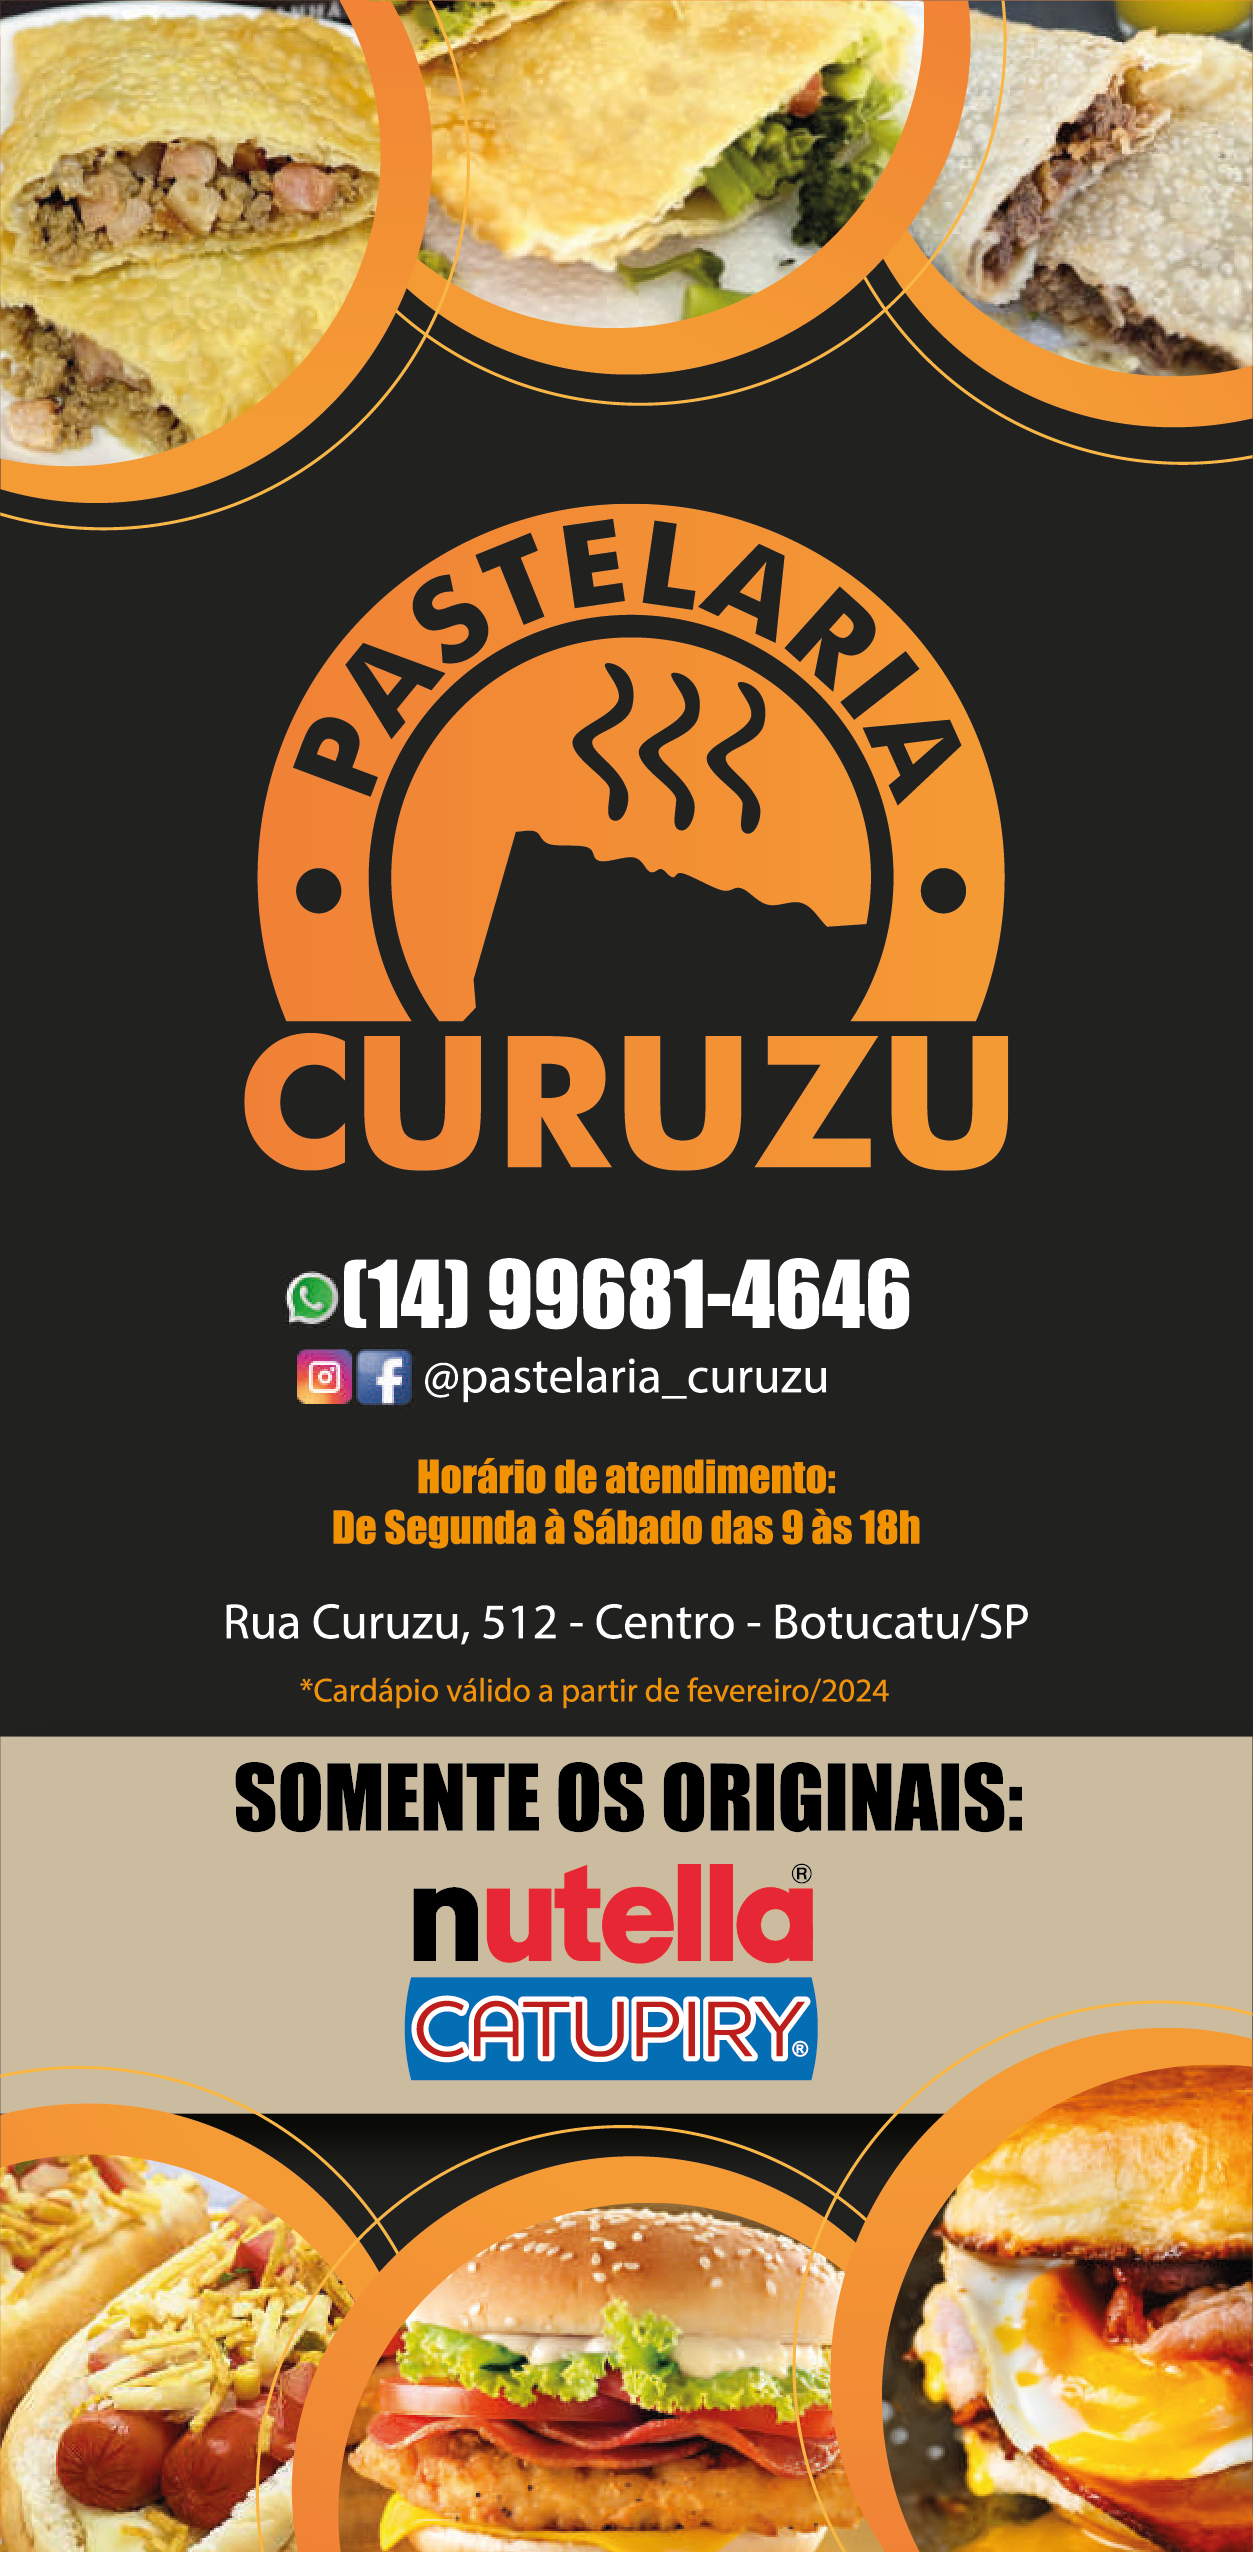 PASTELARIA
CURUZU
(14) 99681-4646
@pastelaria_curuzu
Horário de atendimento:
De Segunda à Sábado das 9 às 18h
Rua Curuzu, 512 - Centro - Botucatu/SP
*Cardápio válido a partir de fevereiro/2024
SOMENTE OS ORIGINAIS:
nutella®
CATUPIRY®